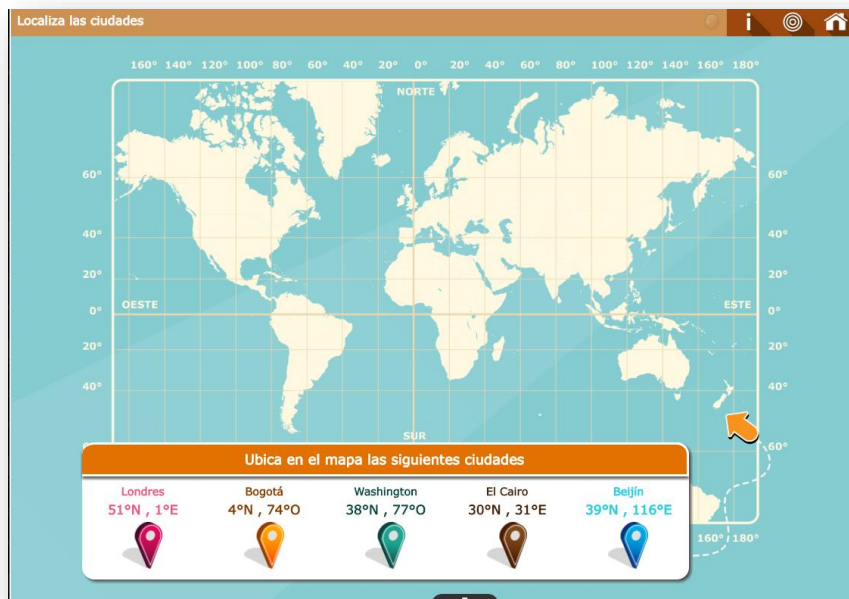 Localiza las ciudades
i
160° 140° 120° 100° 80° 60° 40° 20° 0° 20° 40° 60° 80° 100° 120° 140° 160° 180°
NORTE
60° 60°
40° 40°
20° 20°
OESTE ESTE
0° 0°
20° 20°
40° 40°
SUR
60°
Ubica en el mapa las siguientes ciudades
Londres Bogotá Washington El Cairo Beijín
51°N , 1°E 4°N , 74°O 38°N , 77°O 30°N , 31°E 39°N , 116°E
160° 180°